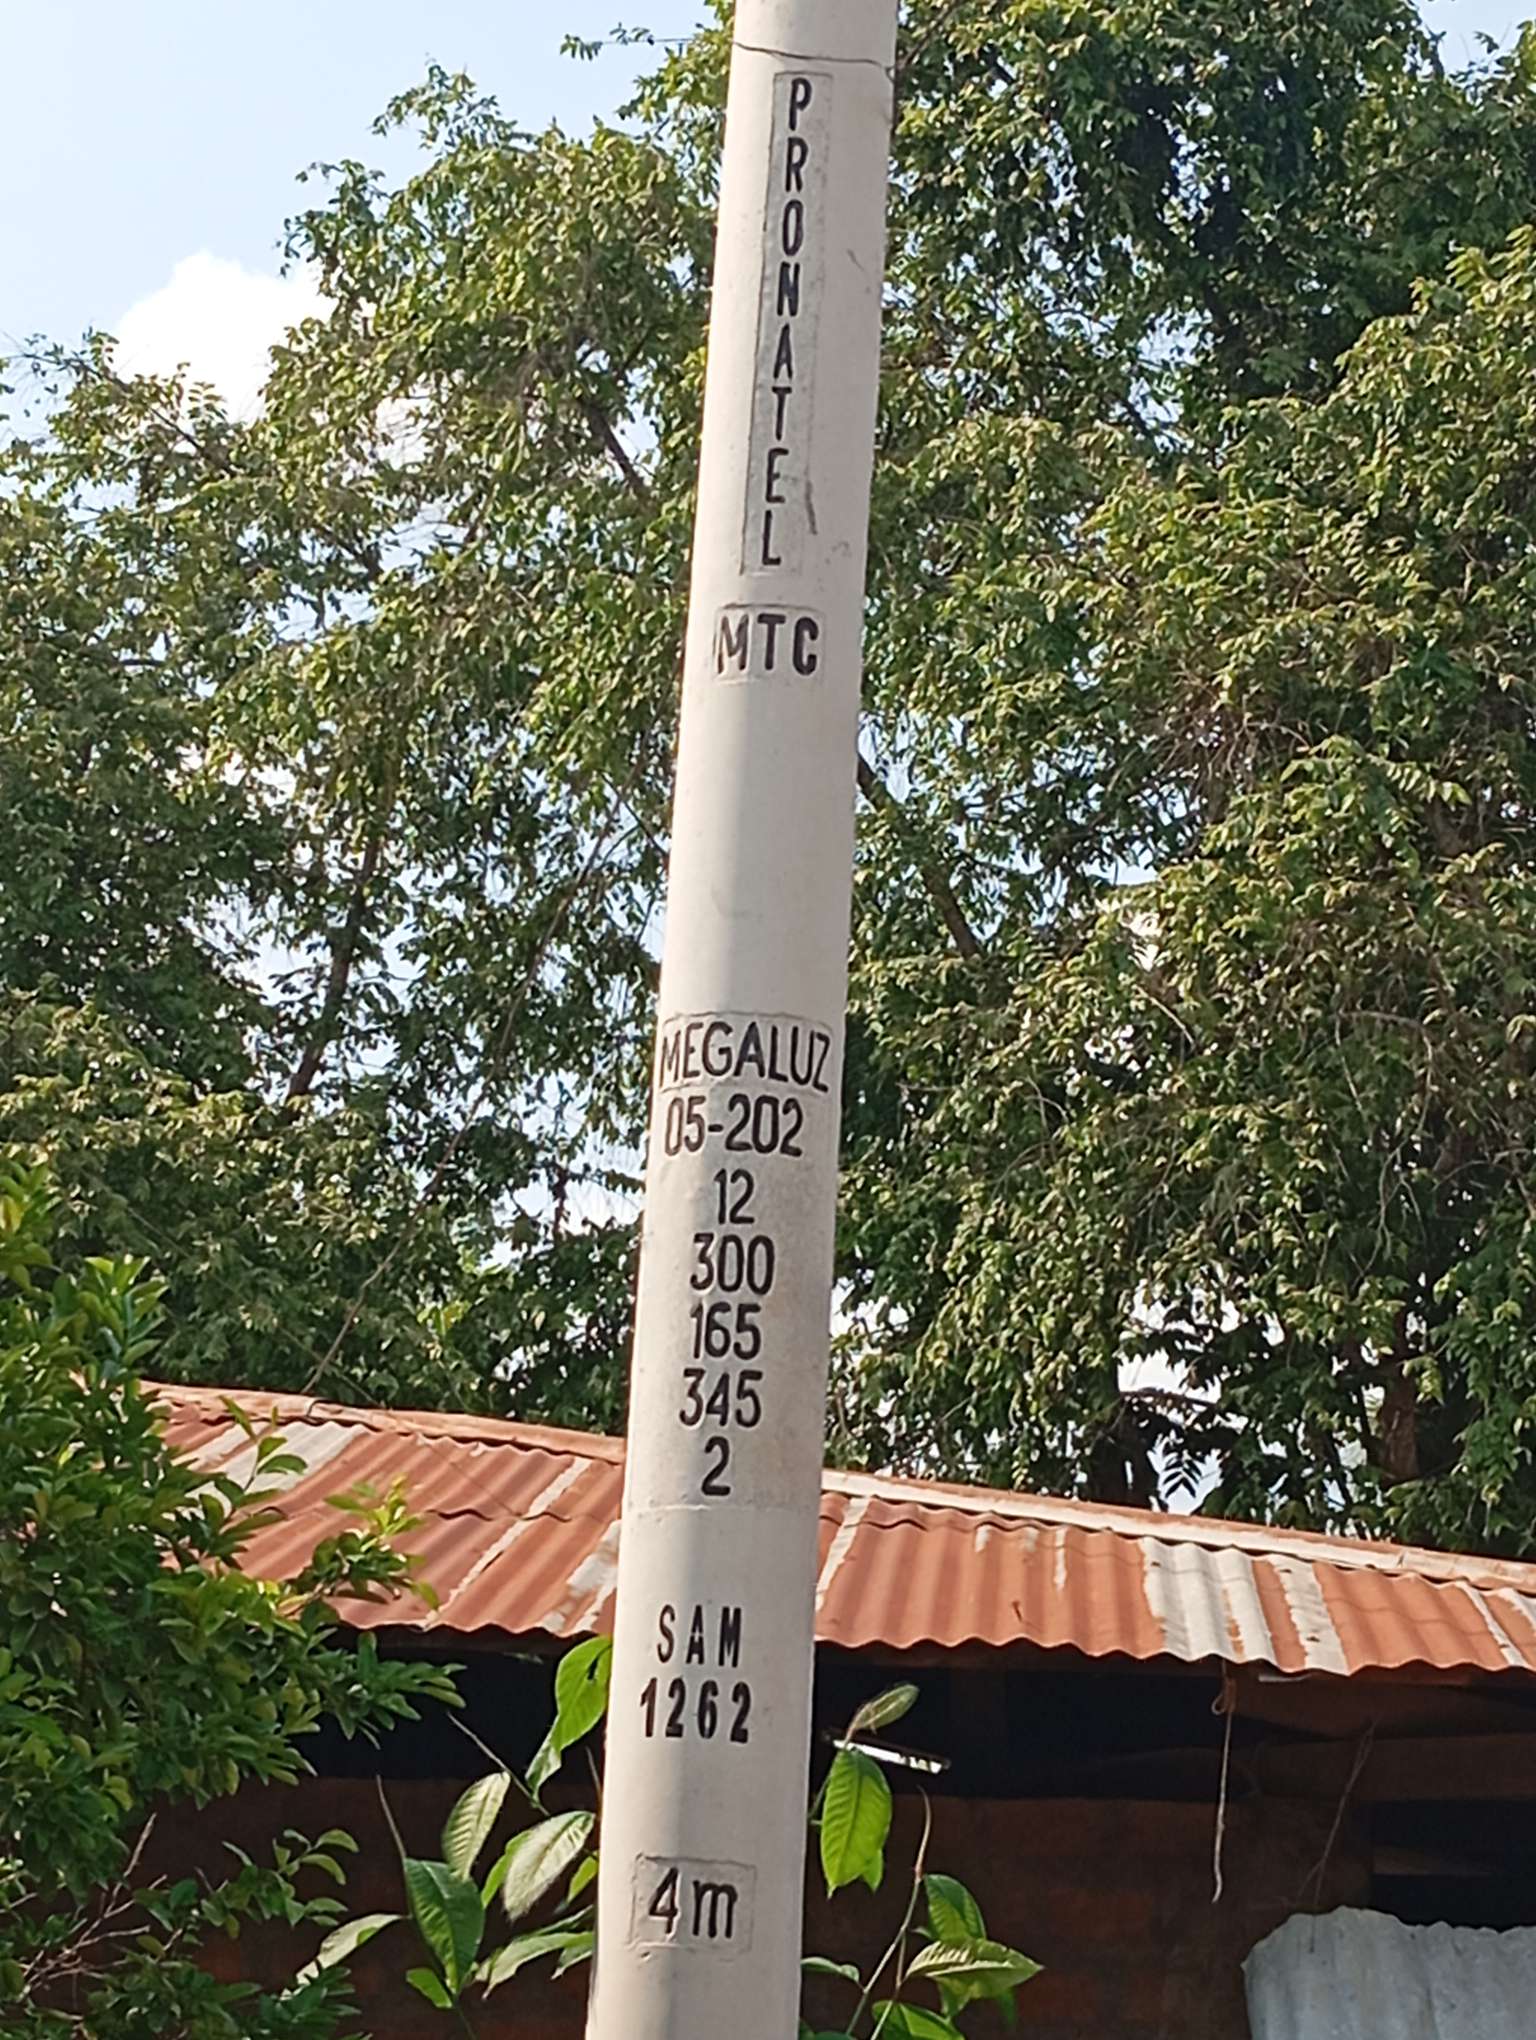 PRONATEL
MTC
MEGALUZ
05-202
12
300
165
345
2
SAM
1262
4m